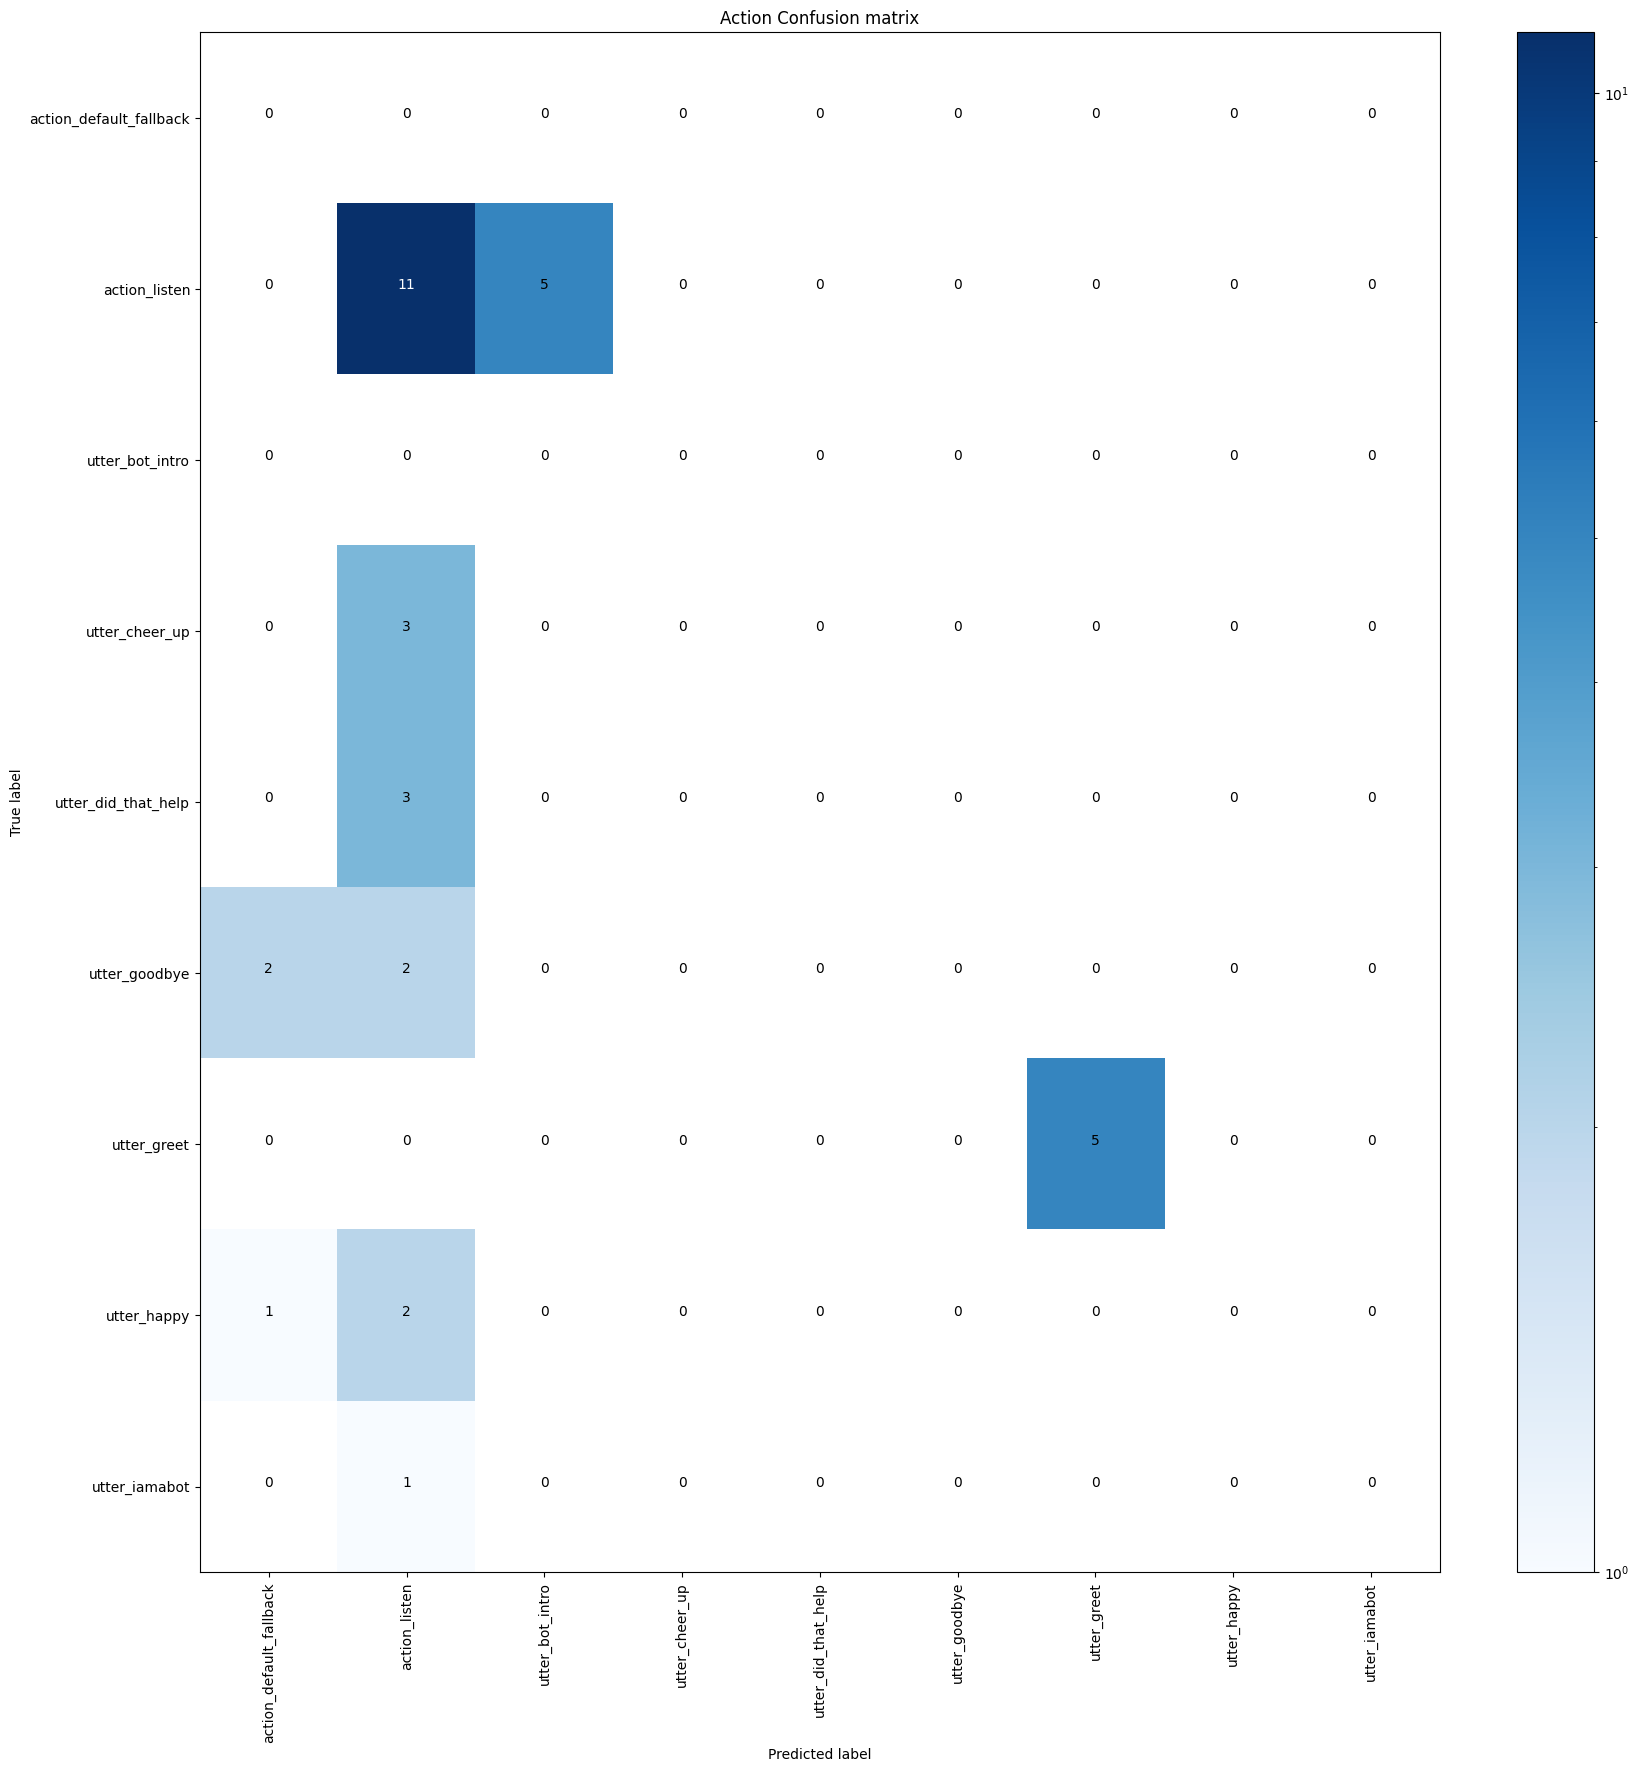 Action Confusion matrix
action_default_fallback 0 0 0 0 0 0 0 0 0
action_listen 0 11 5 0 0 0 0 0 0
utter_bot_intro 0 0 0 0 0 0 0 0 0
utter_cheer_up 0 3 0 0 0 0 0 0 0
utter_did_that_help 0 3 0 0 0 0 0 0 0
utter_goodbye 2 2 0 0 0 0 0 0 0
utter_greet 0 0 0 0 0 0 5 0 0
utter_happy 1 2 0 0 0 0 0 0 0
utter_iamabot 0 1 0 0 0 0 0 0 0
True label
action_default_fallback
action_listen
utter_bot_intro
utter_cheer_up
utter_did_that_help
utter_goodbye
utter_greet
utter_happy
utter_iamabot
Predicted label
10¹
10⁰